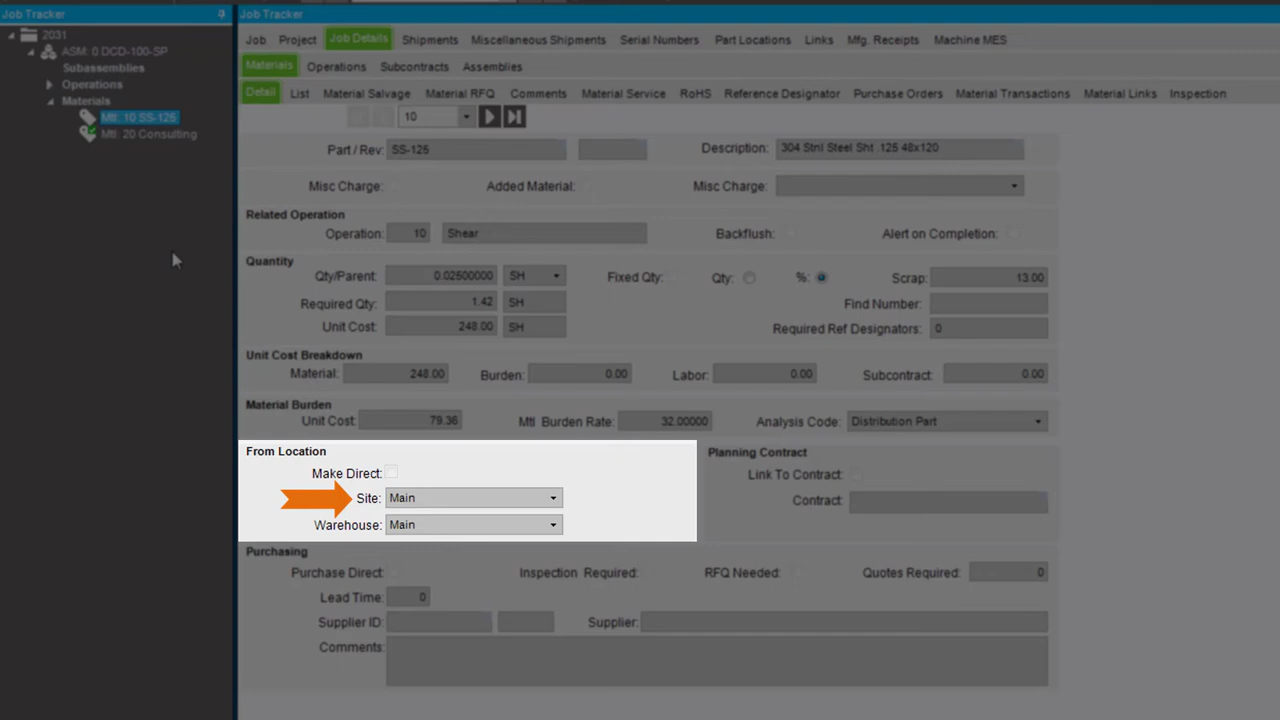 Job Tracker
2031
ASM: 0 DCD-100-SP
Subassemblies
Operations
Materials
Mtl: 10 SS-125
Mtl: 20 Consulting
Job Tracker
Job Project Job Details Shipments Miscellaneous Shipments Serial Numbers Part Locations Links Mfg. Receipts Machine MES
Materials Operations Subcontracts Assemblies
Detail List Material Salvage Material RFQ Comments Material Service RoHS Reference Designator Purchase Orders Material Transactions Material Links Inspection
10
Part / Rev: SS-125 Description: 304 Stnl Steel Sht .125 48x120
Misc Charge: Added Material: Misc Charge:
Related Operation
Operation: 10 Shear Backflush: Alert on Completion:
Quantity
Qty/Parent: 0.02500000 SH Fixed Qty: Qty: %: Scrap: 13.00
Required Qty: 1.42 SH Find Number:
Unit Cost: 248.00 SH Required Ref Designators: 0
Unit Cost Breakdown
Material: 248.00 Burden: 0.00 Labor: 0.00 Subcontract: 0.00
Material Burden
Unit Cost: 79.36 Mtl Burden Rate: 32.00000 Analysis Code: Distribution Part
From Location Planning Contract
Make Direct: Link To Contract:
Site: Main Contract:
Warehouse: Main
Purchasing
Purchase Direct: Inspection Required: RFQ Needed: Quotes Required: 0
Lead Time: 0
Supplier ID: Supplier:
Comments: